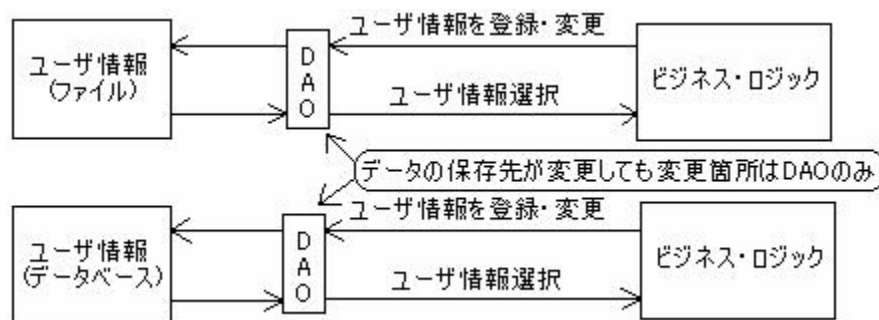 ユーザ情報を登録・変更
ユーザ情報
(ファイル)
DAO
ビジネス・ロジック
ユーザ情報選択
データの保存先が変更しても変更箇所はDAOのみ
ユーザ情報を登録・変更
ユーザ情報
(データベース)
DAO
ビジネス・ロジック
ユーザ情報選択